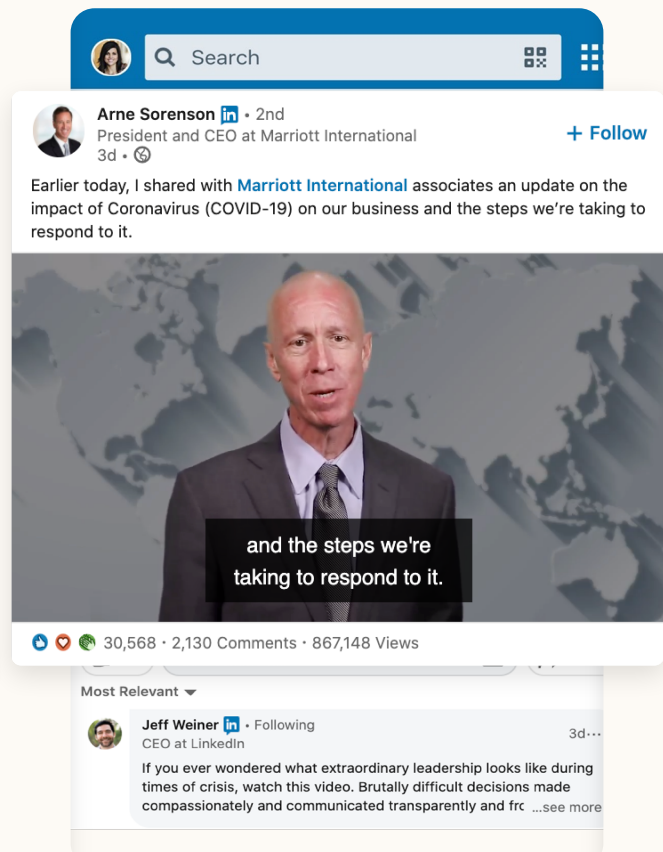 Search
Arne Sorenson in • 2nd
President and CEO at Marriott International
3d •
+ Follow
Earlier today, I shared with Marriott International associates an update on the
impact of Coronavirus (COVID-19) on our business and the steps we’re taking to
respond to it.
and the steps we're
taking to respond to it.
30,568 · 2,130 Comments · 867,148 Views
Most Relevant
Jeff Weiner in • Following
3d···
CEO at LinkedIn
If you ever wondered what extraordinary leadership looks like during
times of crisis, watch this video. Brutally difficult decisions made
compassionately and communicated transparently and frc ...see more